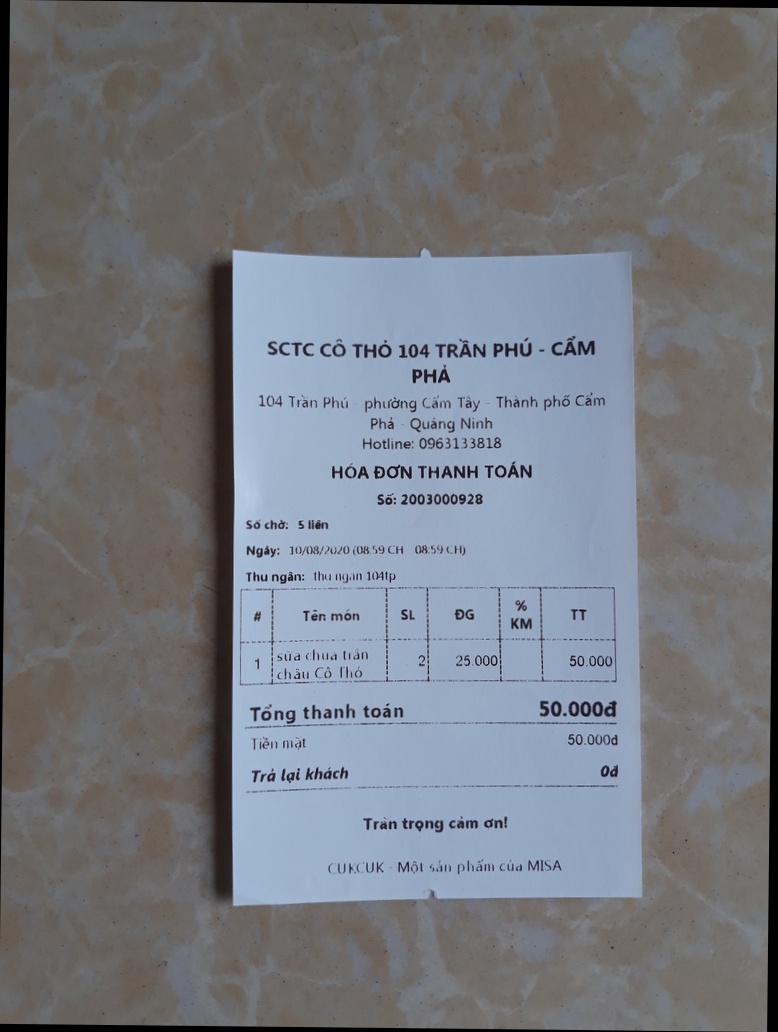 SCTC CÔ THỎ 104 TRẦN PHÚ - CẨM
PHẢ
104 Trần Phú - phường Cẩm Tây - Thành phố Cẩm
Phả - Quảng Ninh
Hotline: 0963133818
HÓA ĐƠN THANH TOÁN
Số: 2003000928
Số chờ: 5 liên
Ngày: 10/08/2020 (08:59 CH - 08:59 CH)
Thu ngân: thu ngan 104tp
# Tên món SL ĐG % KM TT
1 sữa chua trân châu Cô Thỏ 2 25.000 50.000
Tổng thanh toán 50.000đ
Tiền mặt 50.000đ
Trả lại khách 0đ
Trân trọng cảm ơn!
CUKCUK - Một sản phẩm của MISA